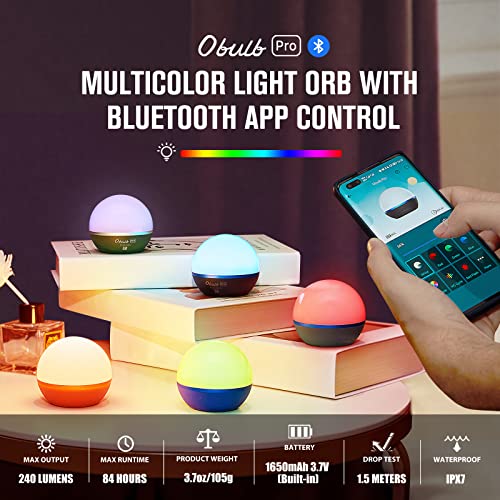 Obulb Pro
MULTICOLOR LIGHT ORB WITH
BLUETOOTH APP CONTROL
Obulb
Obulb
Obulb
MAX OUTPUT
240 LUMENS
MAX RUNTIME
84 HOURS
PRODUCT WEIGHT
3.7oz/105g
BATTERY
1650mAh 3.7V
(Built-in)
DROP TEST
1.5 METERS
WATERPROOF
IPX7